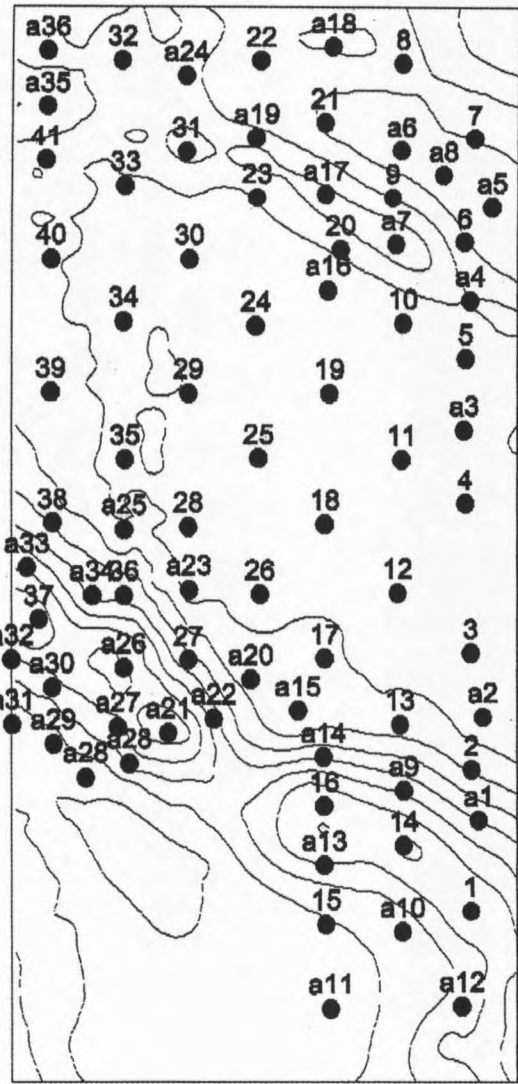 a36 32 a24 22 a18 8
a35 41 31 a19 21 a6 7
33 23 a17 9 a8 a5
40 30 20 a7 6
a16 a4
34 24 10 5
39 29 19 a3
35 25 11 4
38 a25 28 18
a33 a34 36 a23 26 12
37 27 17 3
a32 a30 a26 a20 a15 a2
a31 a29 a27 a21 a22 13
a28 a28 a14 2
16 a9 a1
a13 14
15 a10 1
a11 a12